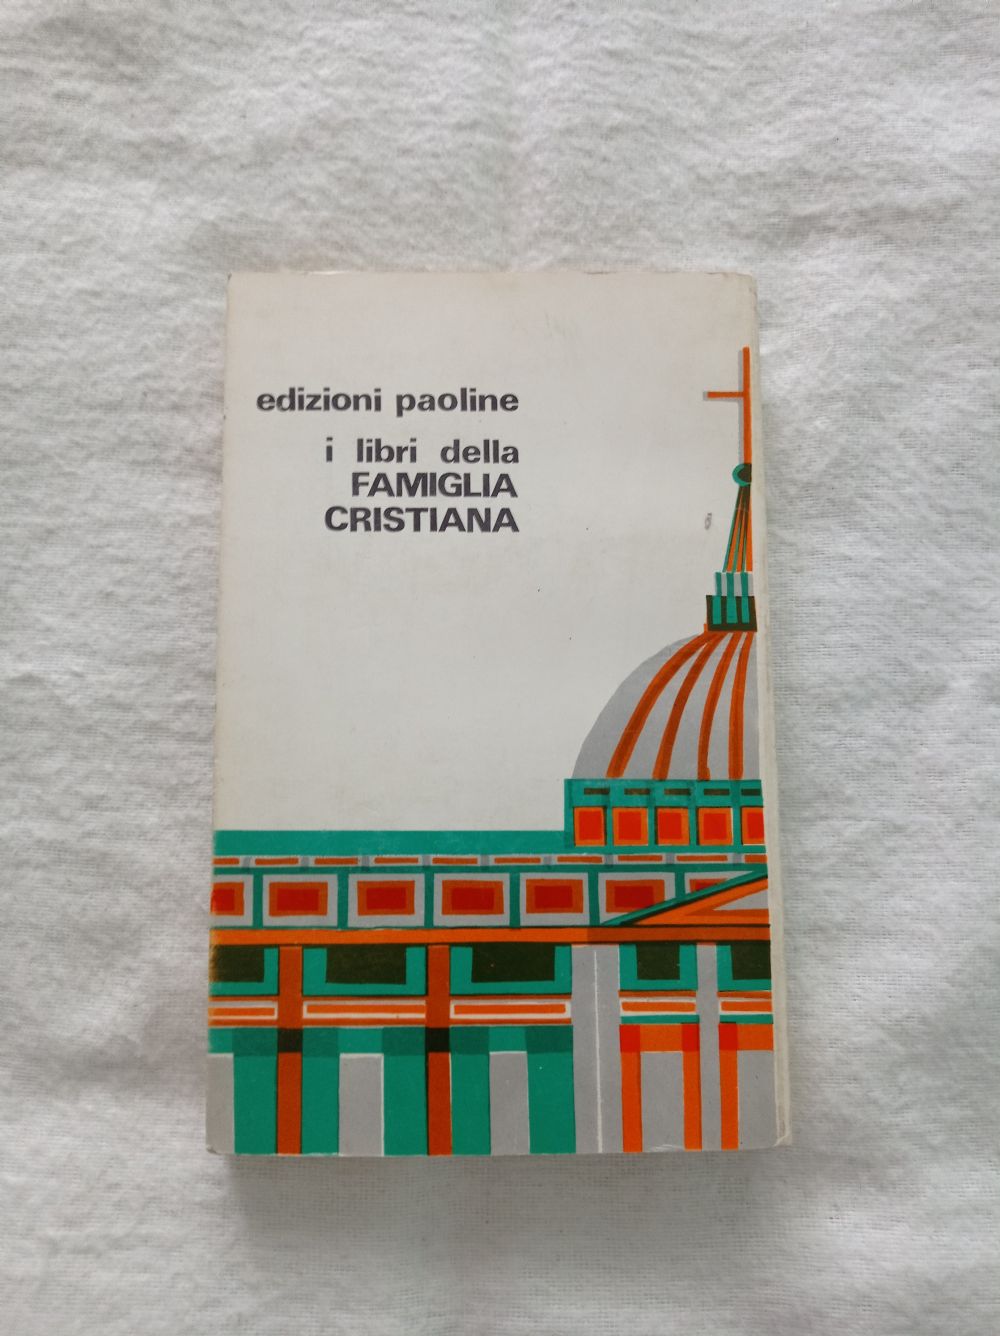 edizioni paoline
i libri della
FAMIGLIA
CRISTIANA